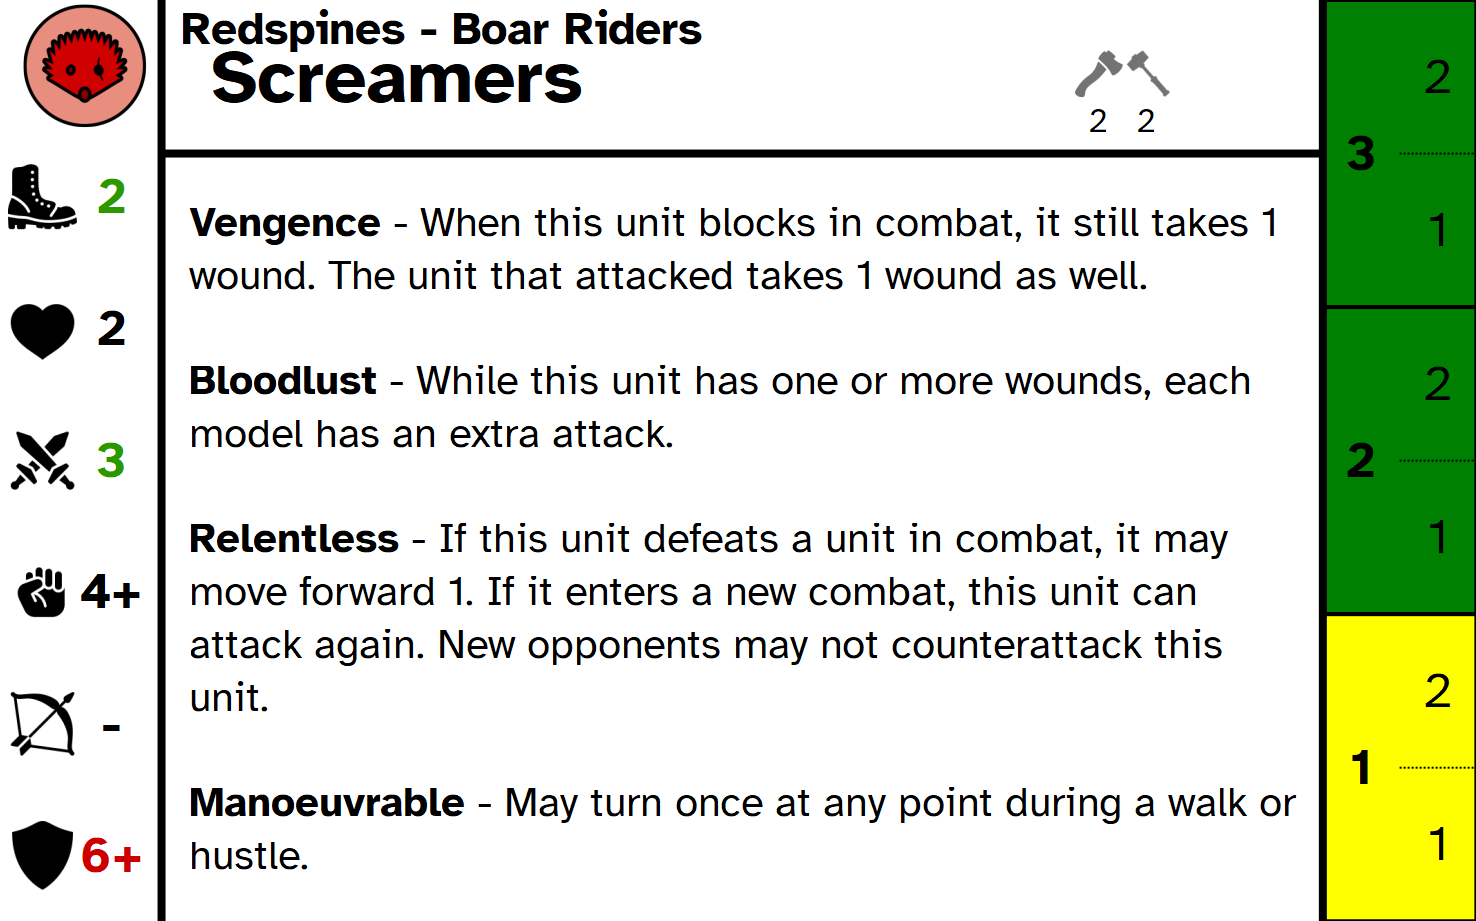 Redspines - Boar Riders
Screamers
2 2
2
2
3
4+
-
6+
Vengence - When this unit blocks in combat, it still takes 1
wound. The unit that attacked takes 1 wound as well.
Bloodlust - While this unit has one or more wounds, each
model has an extra attack.
Relentless - If this unit defeats a unit in combat, it may
move forward 1. If it enters a new combat, this unit can
attack again. New opponents may not counterattack this
unit.
Manoeuvrable - May turn once at any point during a walk or
hustle.
2
3
1
2
2
1
2
1
1